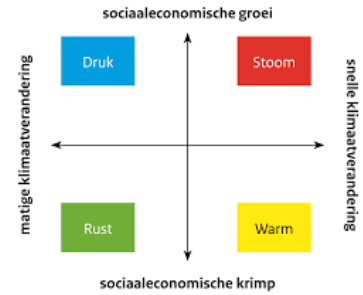 sociaaleconomische groei
Druk
Stoom
matige klimaatverandering
snelle klimaatverandering
Rust
Warm
sociaaleconomische krimp